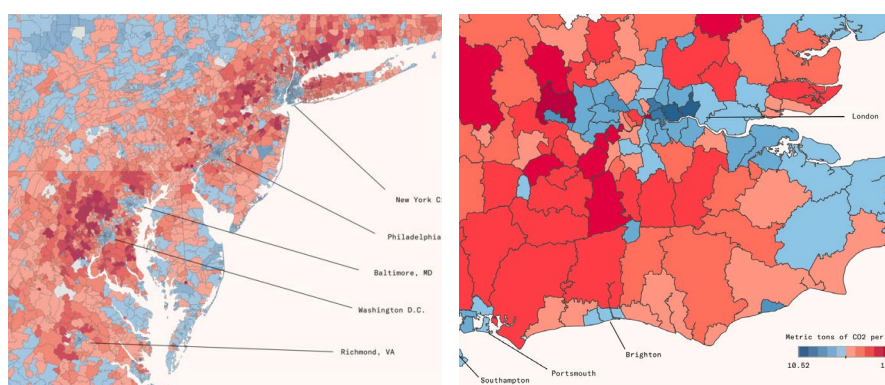 New York C
Philadelphia
Baltimore, MD
Washington D.C.
Richmond, VA
London
Brighton
Portsmouth
Southampton
Metric tons of CO2 per
10.52
1